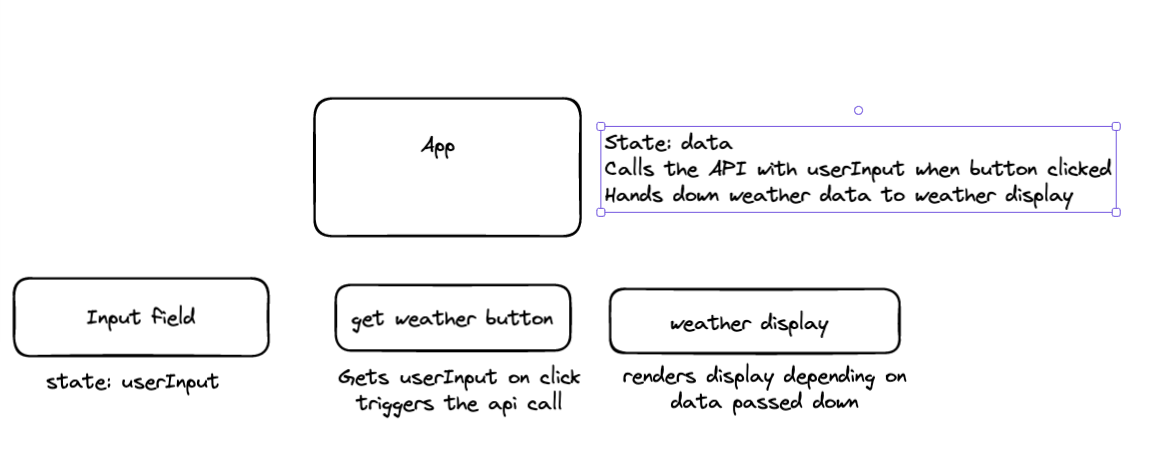 App
State: data
Calls the API with userInput when button clicked
Hands down weather data to weather display
Input field
get weather button
weather display
state: userInput
Gets userInput on click
triggers the api call
renders display depending on
data passed down